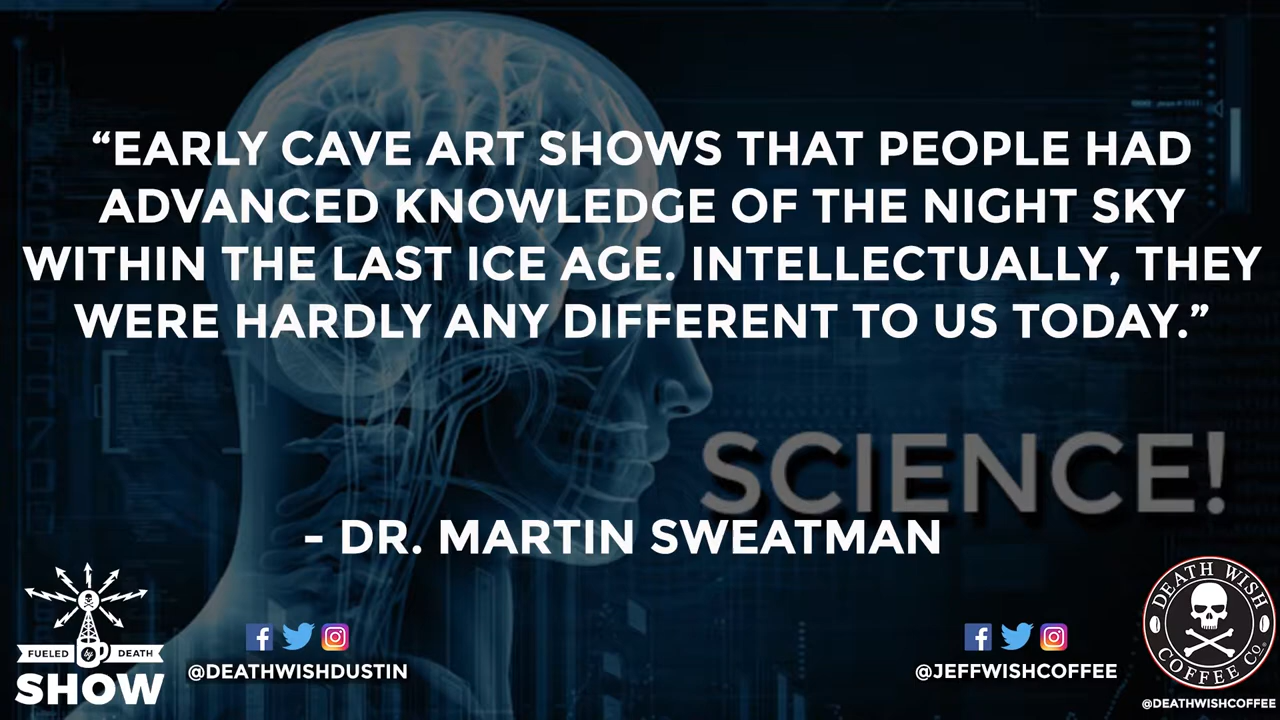 “EARLY CAVE ART SHOWS THAT PEOPLE HAD
ADVANCED KNOWLEDGE OF THE NIGHT SKY
WITHIN THE LAST ICE AGE. INTELLECTUALLY, THEY
WERE HARDLY ANY DIFFERENT TO US TODAY.”
SCIENCE!
- DR. MARTIN SWEATMAN
FUELED by DEATH
SHOW
@DEATHWISHDUSTIN
@JEFFWISHCOFFEE
DEATH WISH
COFFEE CO.
@DEATHWISHCOFFEE